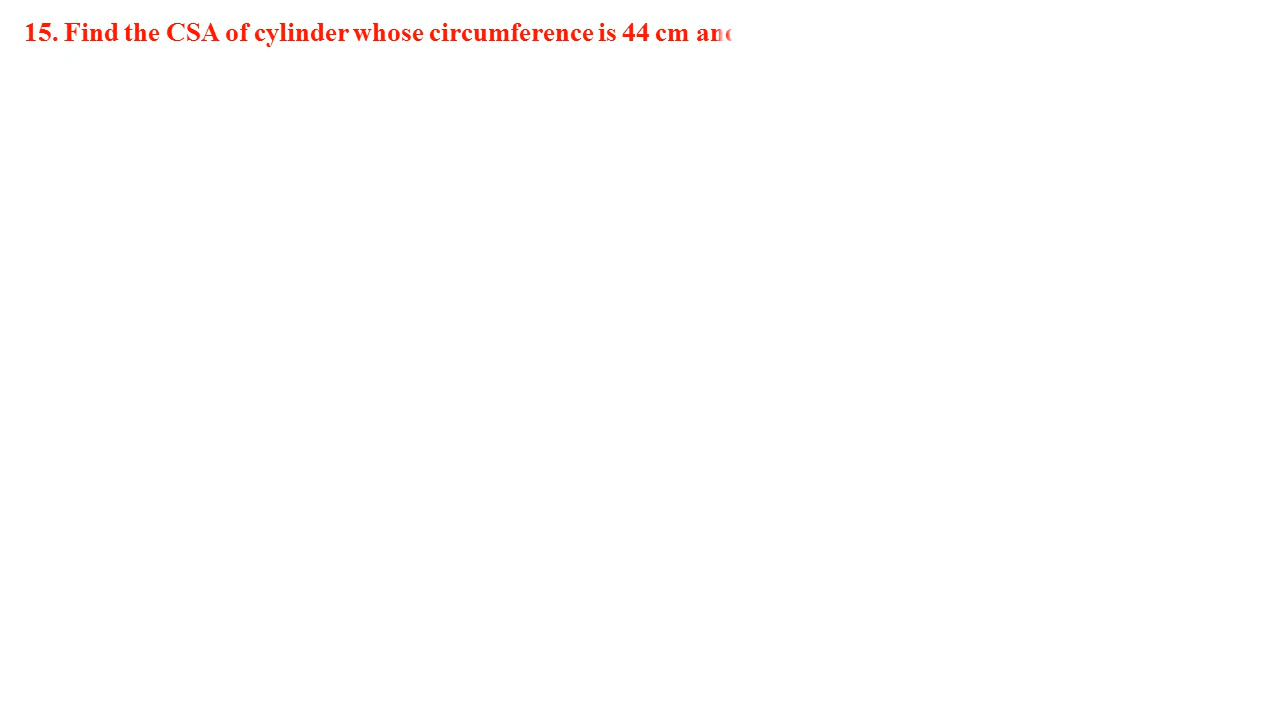 15. Find the CSA of cylinder whose circumference is 44 cm